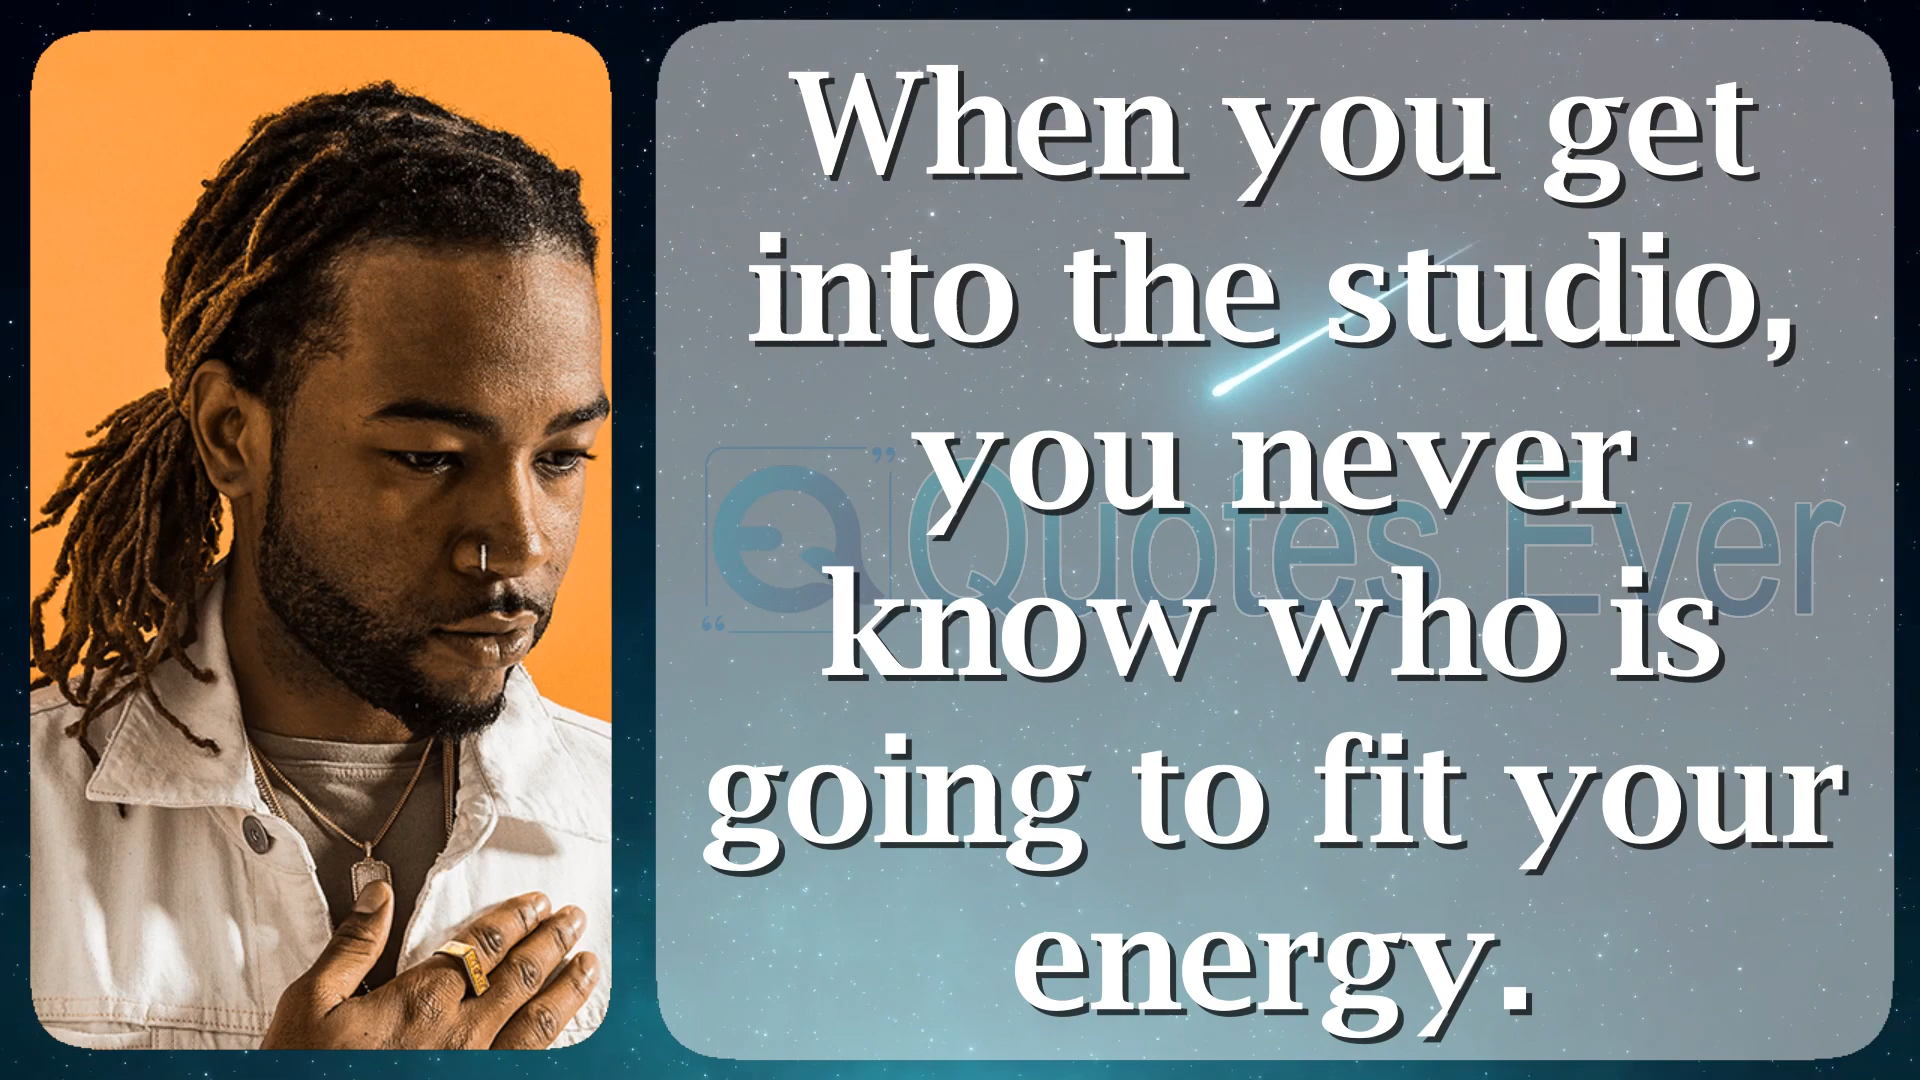 When you get
into the studio,
you never
Quotes Ever
know who is
going to fit your
energy.